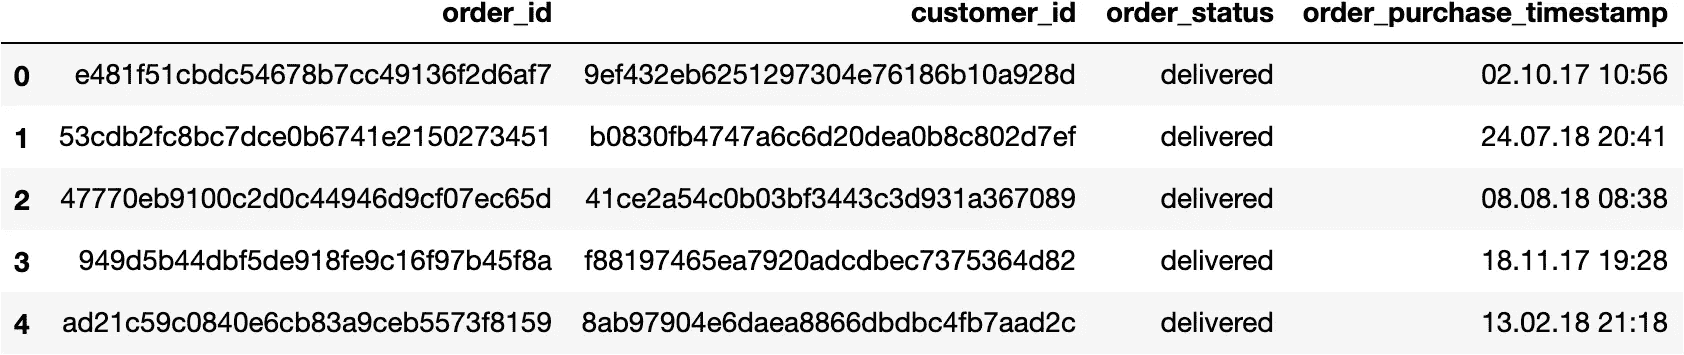 order_id customer_id order_status order_purchase_timestamp
0 e481f51cbdc54678b7cc49136f2d6af7 9ef432eb6251297304e76186b10a928d delivered 02.10.17 10:56
1 53cdb2fc8bc7dce0b6741e2150273451 b0830fb4747a6c6d20dea0b8c802d7ef delivered 24.07.18 20:41
2 47770eb9100c2d0c44946d9cf07ec65d 41ce2a54c0b03bf3443c3d931a367089 delivered 08.08.18 08:38
3 949d5b44dbf5de918fe9c16f97b45f8a f88197465ea7920adcdbec7375364d82 delivered 18.11.17 19:28
4 ad21c59c0840e6cb83a9ceb5573f8159 8ab97904e6daea8866dbdbc4fb7aad2c delivered 13.02.18 21:18